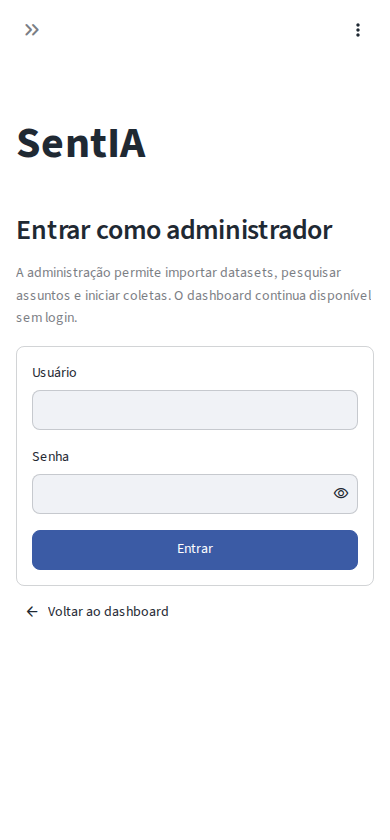 SentIA
Entrar como administrador
A administração permite importar datasets, pesquisar
assuntos e iniciar coletas. O dashboard continua disponível
sem login.
Usuário
Senha
Entrar
Voltar ao dashboard